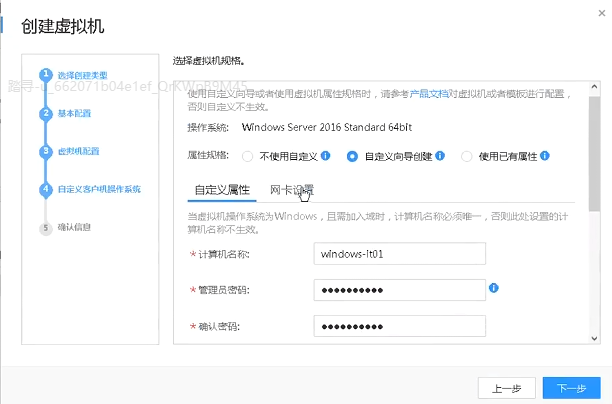 创建虚拟机
1 选择创建类型
2 基本配置
3 虚拟机配置
4 自定义客户机操作系统
5 确认信息
踏寻-u_662071b04e1ef_QrKWoB9M45
选择虚拟机规格。
使用自定义向导或者使用虚拟机属性规格时，请参考产品文档对虚拟机或者模板进行配置，
否则自定义不生效。
操作系统: Windows Server 2016 Standard 64bit
属性规格: 不使用自定义 自定义向导创建 使用已有属性
自定义属性 网卡设置
当虚拟机操作系统为Windows，且需加入域时，计算机名称必须唯一，否则此处设置的计
算机名称不生效。
*计算机名称: windows-it01
*管理员密码: ●●●●●●●●●●
*确认密码: ●●●●●●●●●●
上一步 下一步